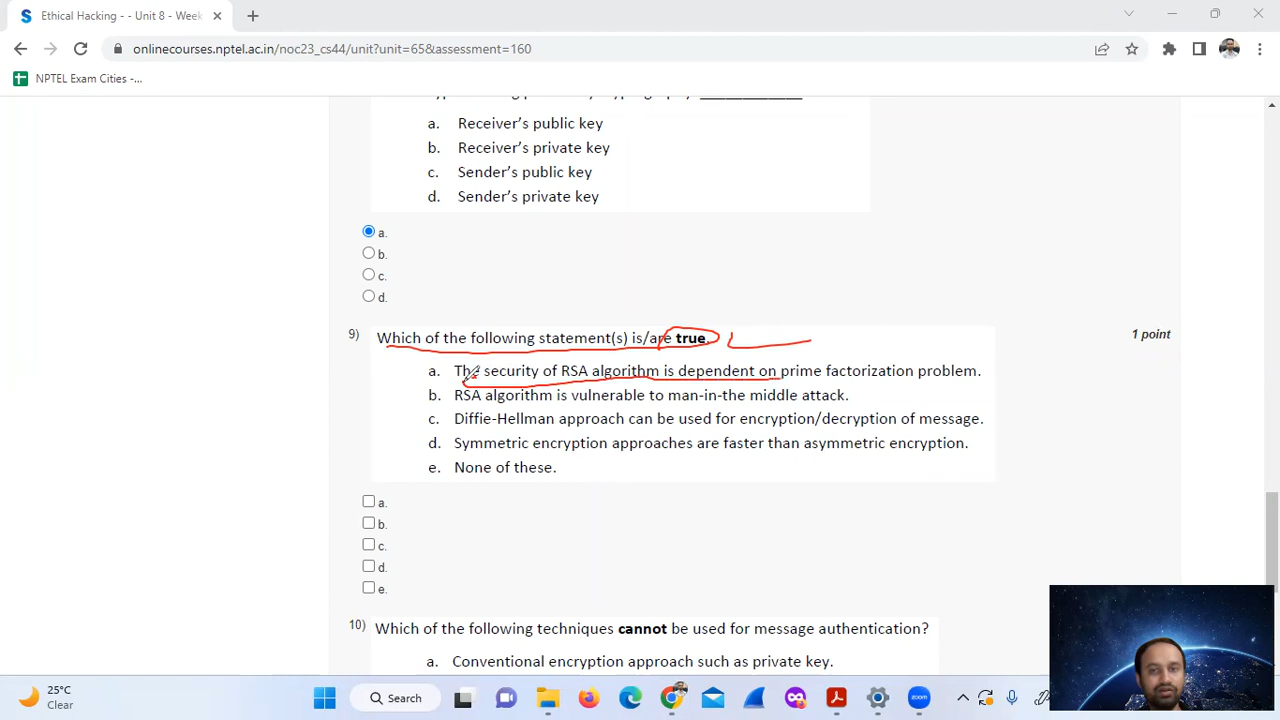 Ethical Hacking - - Unit 8 - Week
onlinecourses.nptel.ac.in/noc23_cs44/unit?unit=65&assessment=160
NPTEL Exam Cities -...
a. Receiver's public key
b. Receiver's private key
c. Sender's public key
d. Sender's private key
a.
b.
c.
d.
9) Which of the following statement(s) is/are true. 1 point
a. The security of RSA algorithm is dependent on prime factorization problem.
b. RSA algorithm is vulnerable to man-in-the middle attack.
c. Diffie-Hellman approach can be used for encryption/decryption of message.
d. Symmetric encryption approaches are faster than asymmetric encryption.
e. None of these.
a.
b.
c.
d.
e.
10) Which of the following techniques cannot be used for message authentication?
a. Conventional encryption approach such as private key.
25°C
Clear
Search
zoom